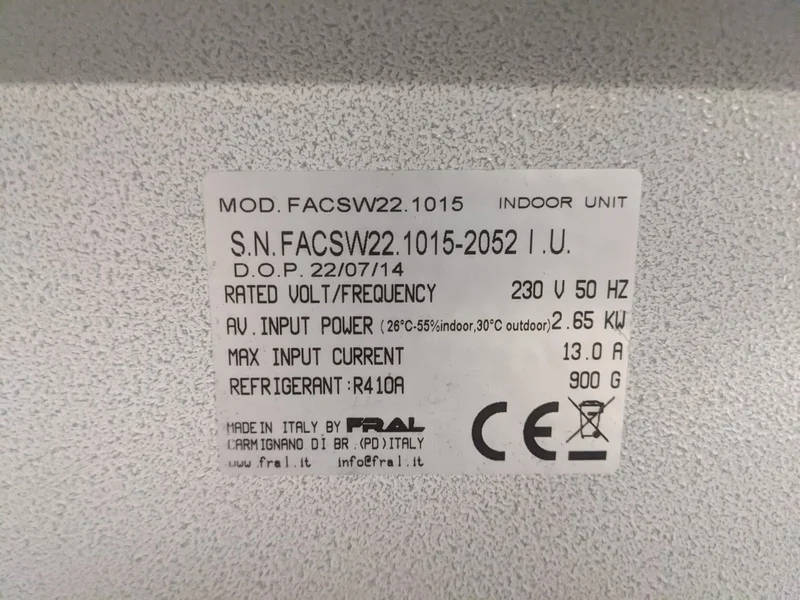 MOD. FACSW22.1015 INDOOR UNIT
S.N.FACSW22.1015-2052 I.U.
D.O.P. 22/07/14
RATED VOLT/FREQUENCY 230 V 50 HZ
AV. INPUT POWER (26°C-55%indoor,30°C outdoor) 2.65 KW
MAX INPUT CURRENT 13.0 A
REFRIGERANT:R410A 900 G
MADE IN ITALY BY FRAL
CARMIGNANO DI BR.(PD)ITALY
www.fral.it info@fral.it
CE